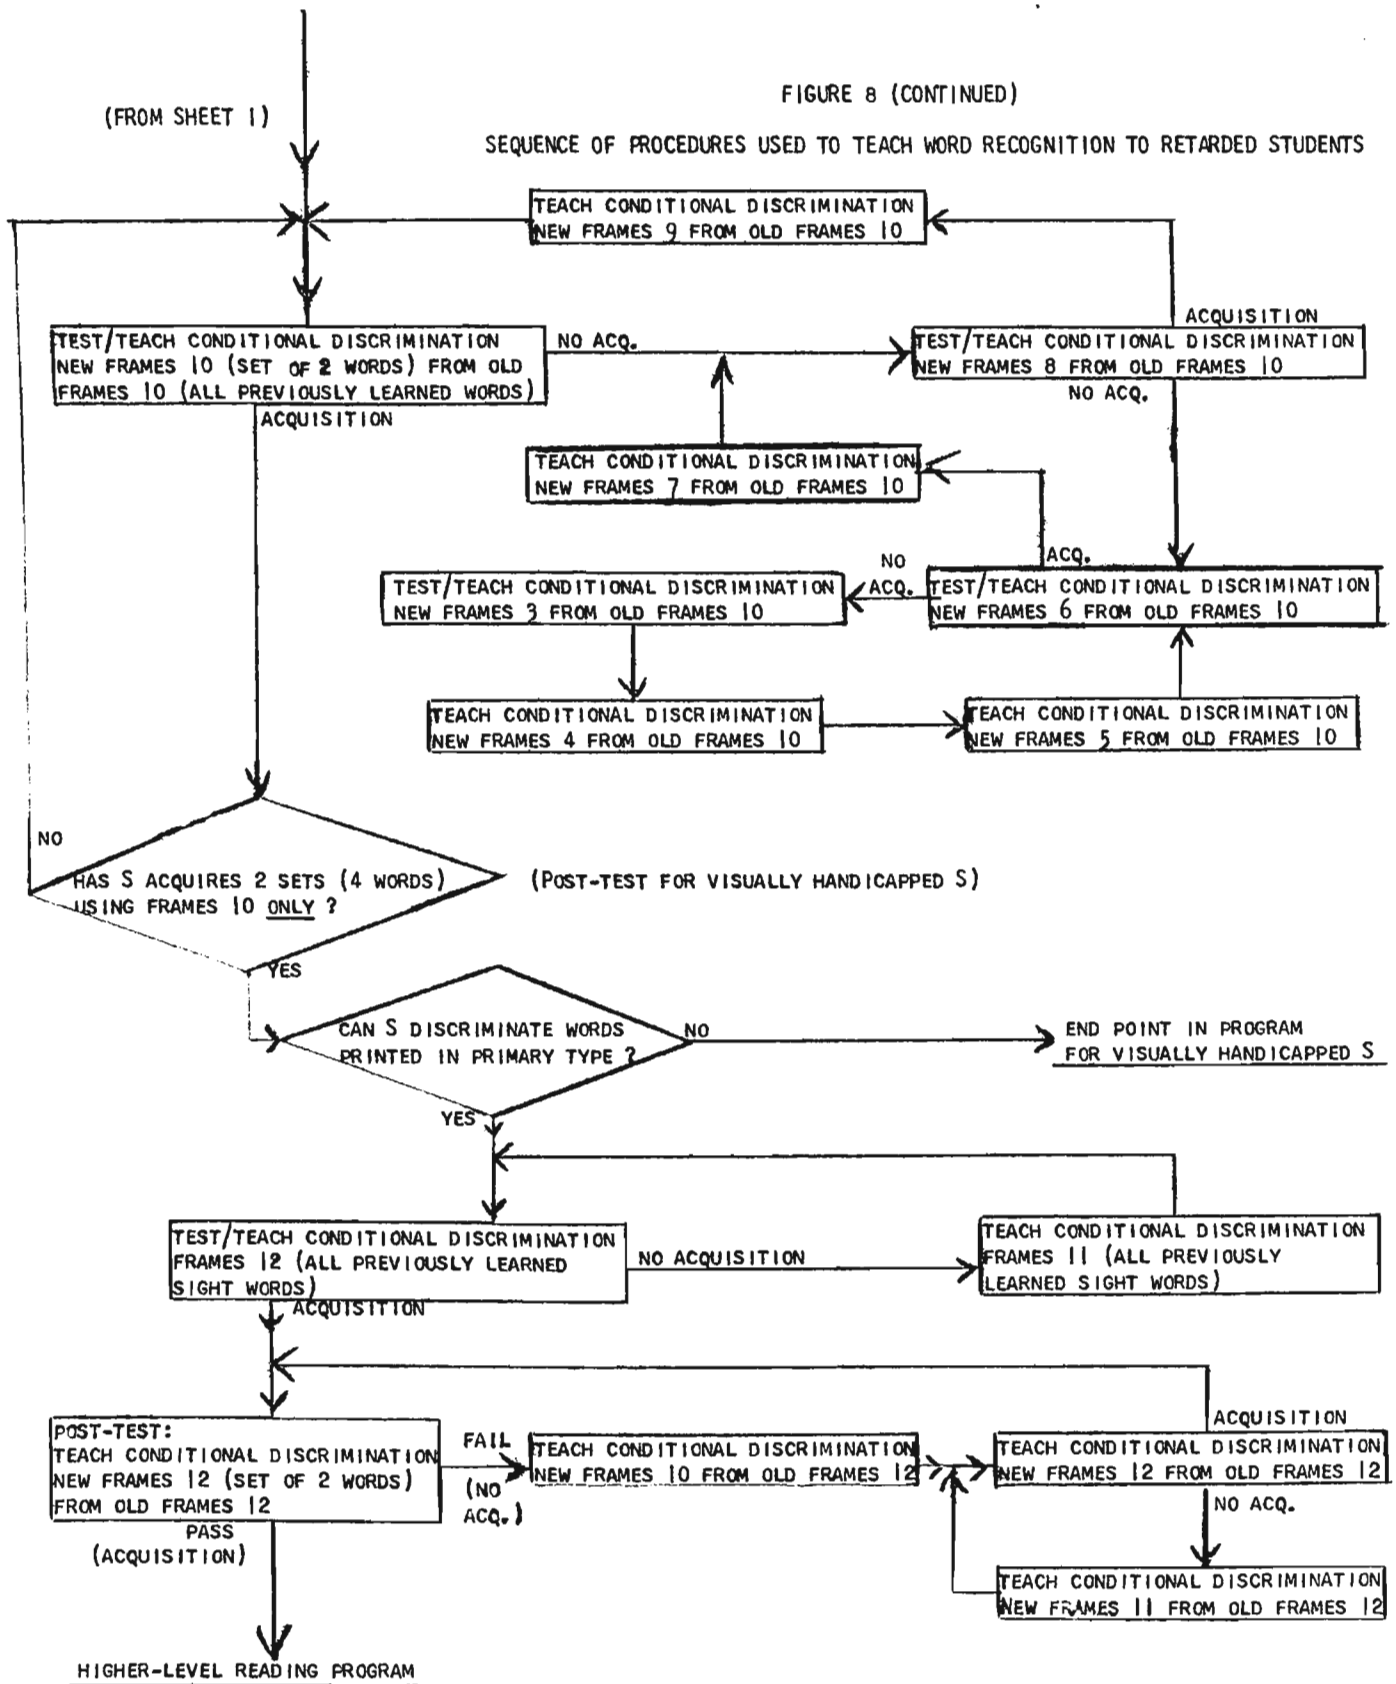 (FROM SHEET 1)
FIGURE 8 (CONTINUED)
SEQUENCE OF PROCEDURES USED TO TEACH WORD RECOGNITION TO RETARDED STUDENTS
TEACH CONDITIONAL DISCRIMINATION
NEW FRAMES 9 FROM OLD FRAMES 10
TEST/TEACH CONDITIONAL DISCRIMINATION
NEW FRAMES 10 (SET OF 2 WORDS) FROM OLD
FRAMES 10 (ALL PREVIOUSLY LEARNED WORDS)
NO ACQ.
ACQUISITION
ACQUISITION
TEST/TEACH CONDITIONAL DISCRIMINATION
NEW FRAMES 8 FROM OLD FRAMES 10
NO ACQ.
TEACH CONDITIONAL DISCRIMINATION
NEW FRAMES 7 FROM OLD FRAMES 10
ACQ.
NO
ACQ.
TEST/TEACH CONDITIONAL DISCRIMINATION
NEW FRAMES 6 FROM OLD FRAMES 10
TEST/TEACH CONDITIONAL DISCRIMINATION
NEW FRAMES 3 FROM OLD FRAMES 10
TEACH CONDITIONAL DISCRIMINATION
NEW FRAMES 4 FROM OLD FRAMES 10
TEACH CONDITIONAL DISCRIMINATION
NEW FRAMES 5 FROM OLD FRAMES 10
NO
HAS S ACQUIRES 2 SETS (4 WORDS)
USING FRAMES 10 ONLY ?
(POST-TEST FOR VISUALLY HANDICAPPED S)
YES
CAN S DISCRIMINATE WORDS
PRINTED IN PRIMARY TYPE ?
NO
END POINT IN PROGRAM
FOR VISUALLY HANDICAPPED S
YES
TEST/TEACH CONDITIONAL DISCRIMINATION
FRAMES 12 (ALL PREVIOUSLY LEARNED
SIGHT WORDS)
NO ACQUISITION
TEACH CONDITIONAL DISCRIMINATION
FRAMES 11 (ALL PREVIOUSLY
LEARNED SIGHT WORDS)
ACQUISITION
POST-TEST:
TEACH CONDITIONAL DISCRIMINATION
NEW FRAMES 12 (SET OF 2 WORDS)
FROM OLD FRAMES 12
FAIL
(NO
ACQ.)
TEACH CONDITIONAL DISCRIMINATION
NEW FRAMES 10 FROM OLD FRAMES 12
ACQUISITION
TEACH CONDITIONAL DISCRIMINATION
NEW FRAMES 12 FROM OLD FRAMES 12
NO ACQ.
TEACH CONDITIONAL DISCRIMINATION
NEW FRAMES 11 FROM OLD FRAMES 12
PASS
(ACQUISITION)
HIGHER-LEVEL READING PROGRAM